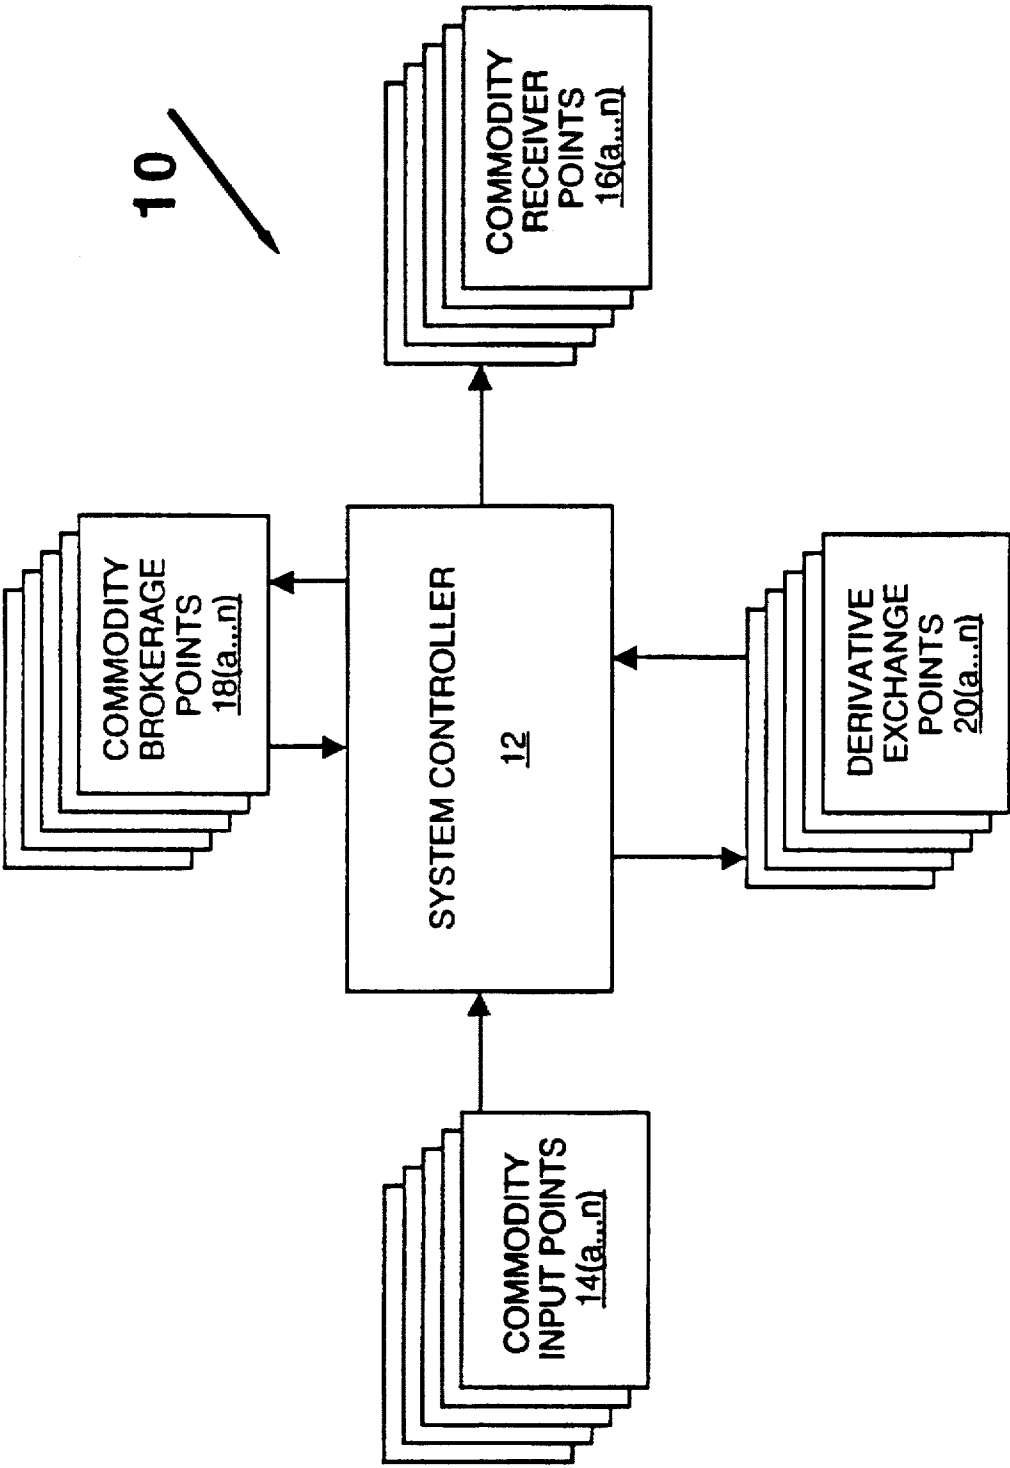 10
COMMODITY
BROKERAGE
POINTS
18(a...n)
COMMODITY
INPUT POINTS
14(a...n)
SYSTEM CONTROLLER
12
COMMODITY
RECEIVER
POINTS
16(a...n)
DERIVATIVE
EXCHANGE
POINTS
20(a...n)